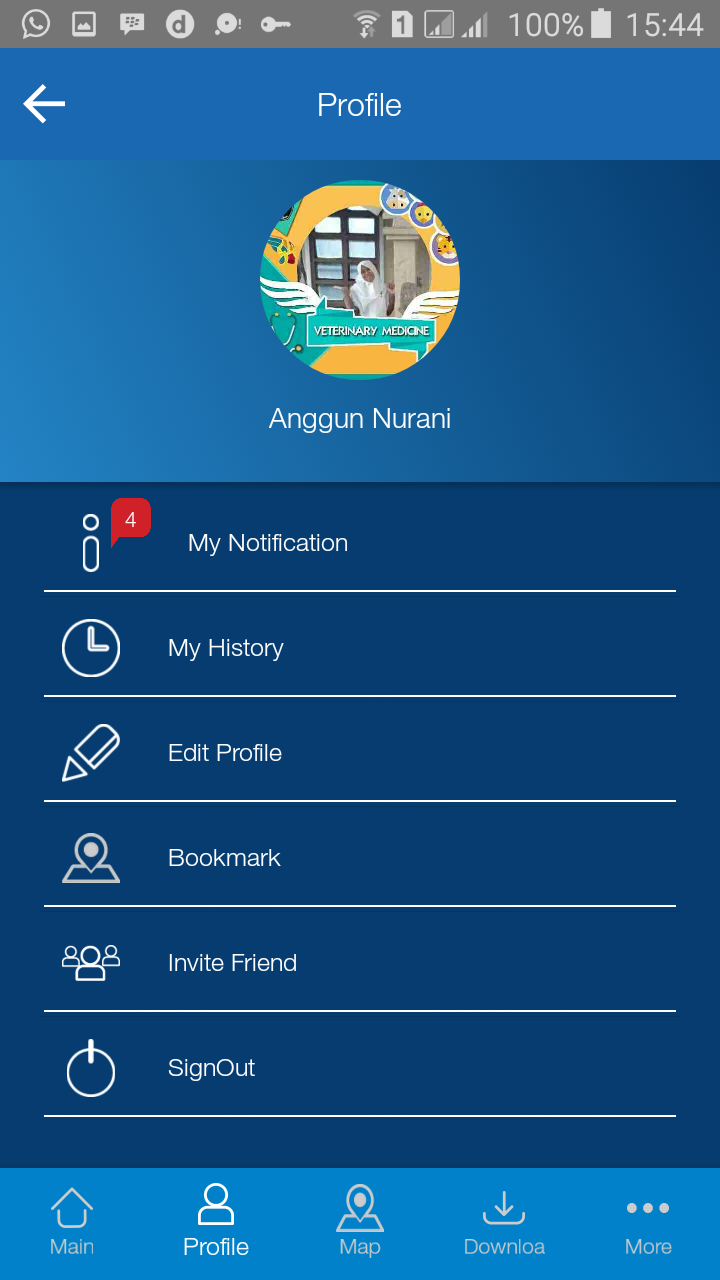 1 100% 15:44
Profile
VETERINARY MEDICINE
Anggun Nurani
4
My Notification
My History
Edit Profile
Bookmark
Invite Friend
SignOut
Main Profile Map Downloa More